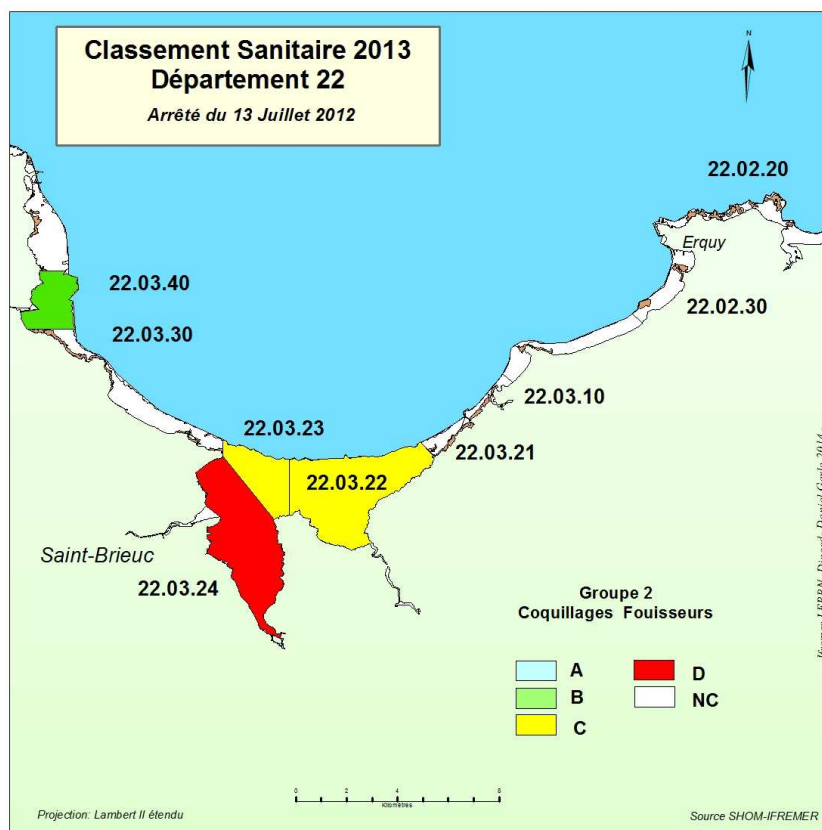 Classement Sanitaire 2013
Département 22
Arrêté du 13 Juillet 2012
N
22.02.20
Erquy
22.03.40
22.02.30
22.03.30
22.03.10
22.03.23
22.03.21
22.03.22
Saint-Brieuc
22.03.24
Groupe 2
Coquillages Fouisseurs
A
D
B
NC
C
0 2 4 6 8
Kilomètres
Projection: Lambert II étendu
Source SHOM-IFREMER